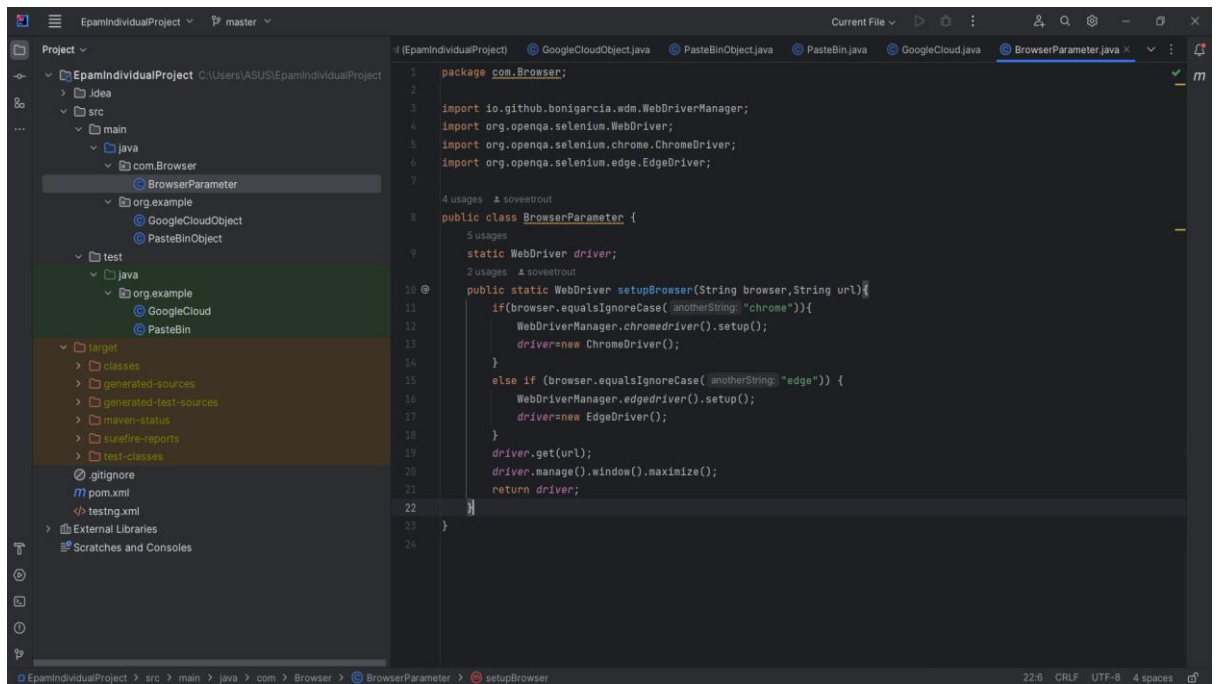 EpamIndividualProject master Current File
Project
EpamIndividualProject C:\Users\ASUS\EpamIndividualProject
.idea
src
main
java
com.Browser
BrowserParameter
org.example
GoogleCloudObject
PasteBinObject
test
java
org.example
GoogleCloud
PasteBin
target
classes
generated-sources
generated-test-sources
maven-status
surefire-reports
test-classes
.gitignore
m pom.xml
</> testng.xml
External Libraries
Scratches and Consoles
(EpamIndividualProject) GoogleCloudObject.java PasteBinObject.java PasteBin.java GoogleCloud.java BrowserParameter.java
1 package com.Browser;
2
3 import io.github.bonigarcia.wdm.WebDriverManager;
4 import org.openqa.selenium.WebDriver;
5 import org.openqa.selenium.chrome.ChromeDriver;
6 import org.openqa.selenium.edge.EdgeDriver;
7
4 usages soveetrout
8 public class BrowserParameter {
5 usages
9 static WebDriver driver;
2 usages soveetrout
10 @ public static WebDriver setupBrowser(String browser,String url){
11 if(browser.equalsIgnoreCase( anotherString: "chrome")){
12 WebDriverManager.chromedriver().setup();
13 driver=new ChromeDriver();
14 }
15 else if (browser.equalsIgnoreCase( anotherString: "edge")) {
16 WebDriverManager.edgedriver().setup();
17 driver=new EdgeDriver();
18 }
19 driver.get(url);
20 driver.manage().window().maximize();
21 return driver;
22 }
23 }
24
m
EpamIndividualProject > src > main > java > com > Browser > BrowserParameter > setupBrowser 22:6 CRLF UTF-8 4 spaces